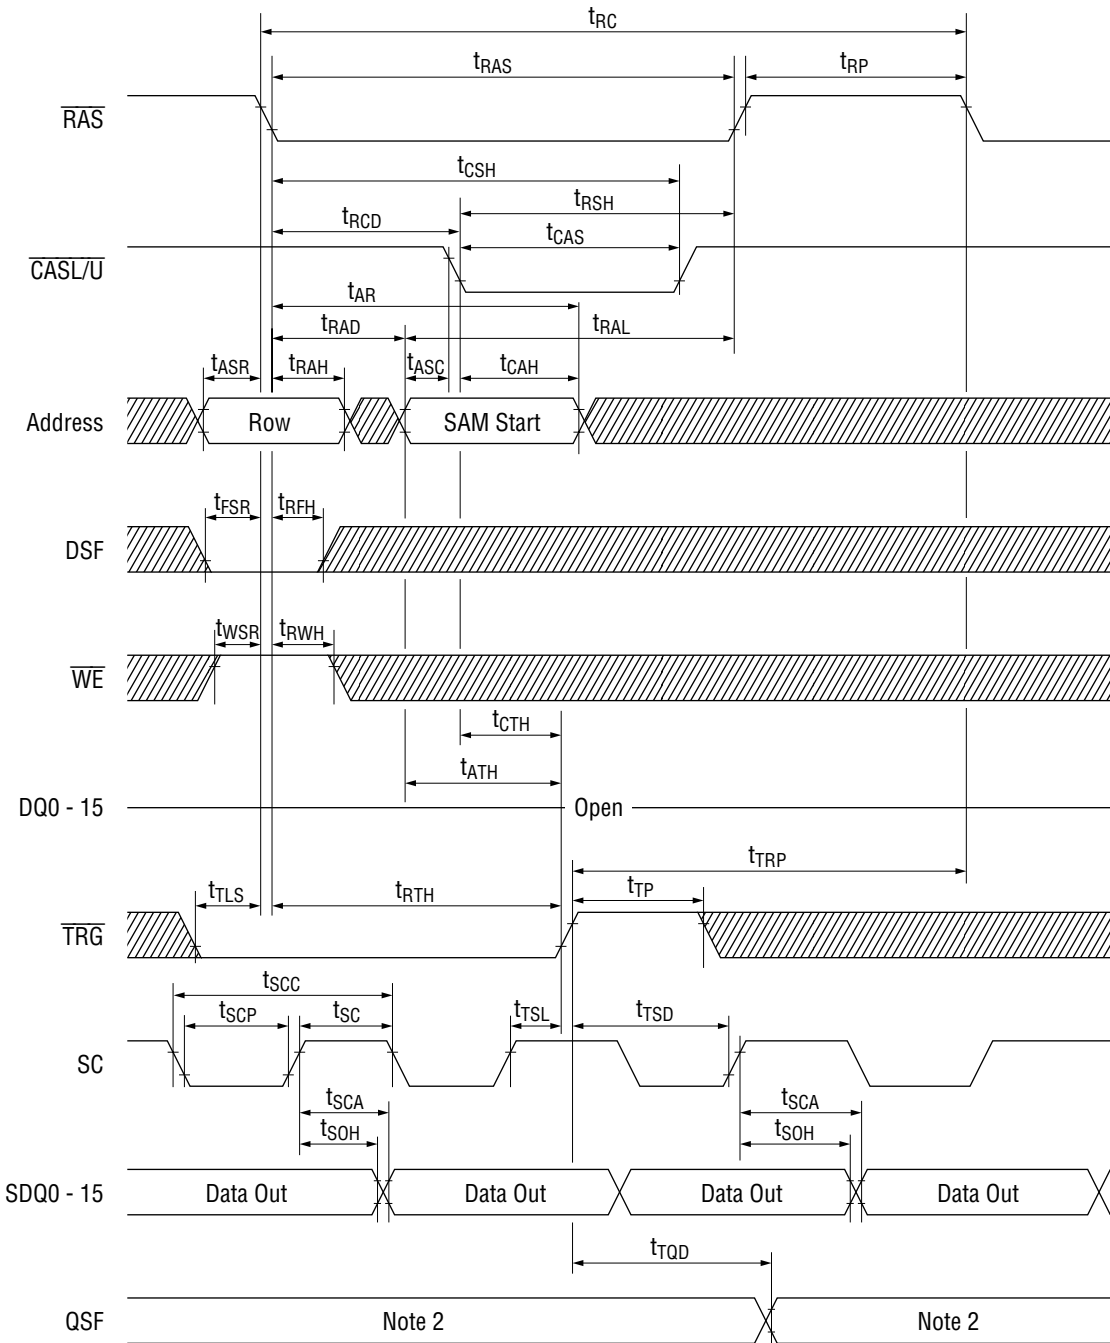 tRC
tRAS tRP
RAS
tCSH
tRSH
tRCD
tCAS
CASL/U
tAR
tRAD tRAL
tASR tRAH tASC tCAH
Address Row SAM Start
tFSR tRFH
DSF
tWSR tRWH
WE
tCTH
tATH
DQ0 - 15 Open
tTRP
tTLS tRTH tTP
TRG
tSCC
tSCP tSC tTSL tTSD
SC
tSCA tSCA
tSOH tSOH
SDQ0 - 15 Data Out Data Out Data Out Data Out
tTQD
QSF Note 2 Note 2